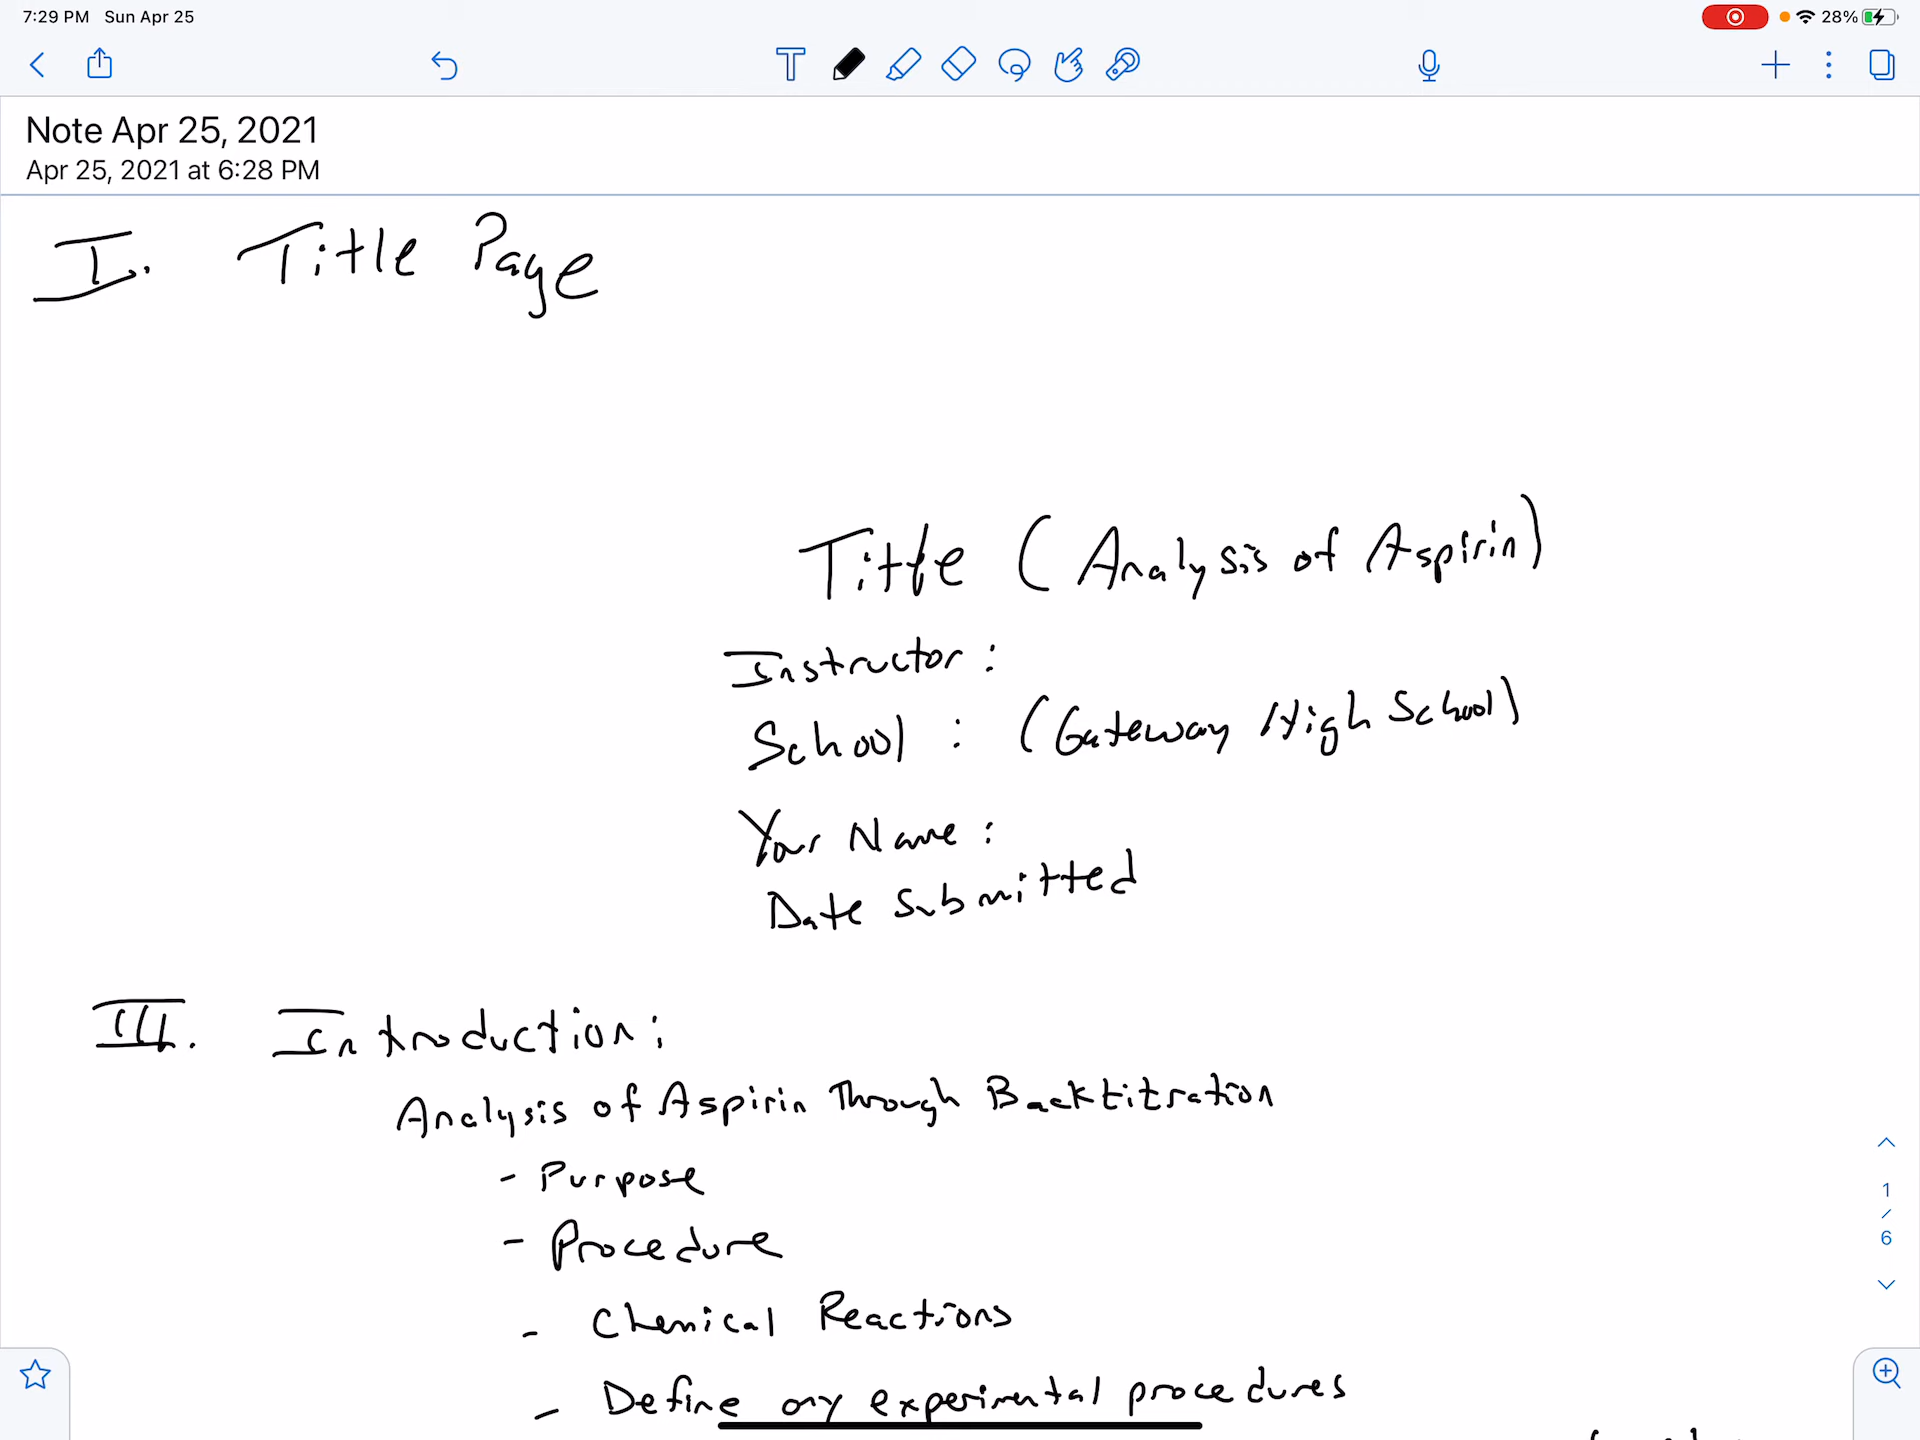 7:29 PM Sun Apr 25
28%
Note Apr 25, 2021
Apr 25, 2021 at 6:28 PM
I. Title Page
Title (Analysis of Aspirin)
Instructor:
School: (Gateway High School)
Your Name:
Date Submitted
III. Introduction:
Analysis of Aspirin Through Backtitration
- Purpose
- Procedure
- Chemical Reactions
- Define any experimental procedures
1
/
6